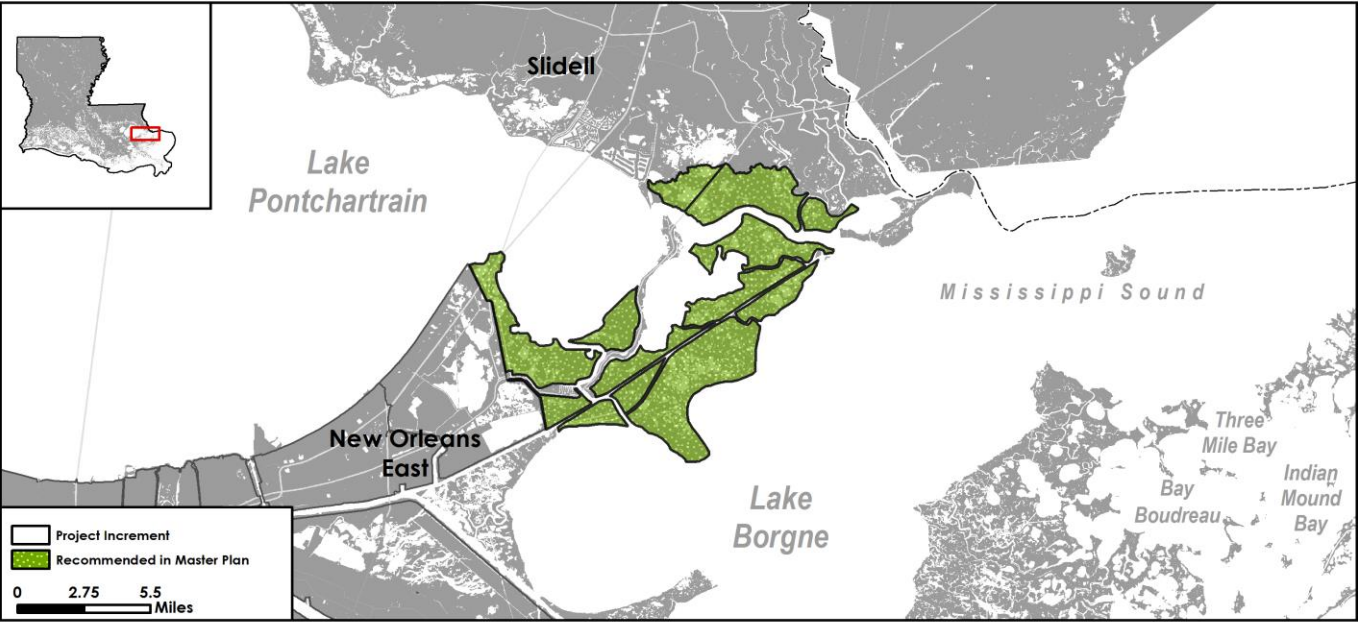 Slidell
Lake
Pontchartrain
Mississippi Sound
New Orleans
East
Lake
Borgne
Three
Mile Bay
Bay
Boudreau
Indian
Mound
Bay
Project Increment
Recommended in Master Plan
0 2.75 5.5
Miles